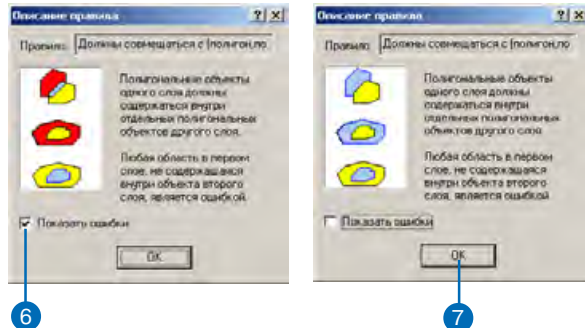 Описание правила
Правило: Должны совмещаться с (полигон,по
Полигональные объекты
одного слоя должны
содержаться внутри
отдельных полигональных
объектов другого слоя.
Любая область в первом
слое, не содержащаяся
внутри объекта второго
слоя, является ошибкой.
Показать ошибки
OK
6
Описание правила
Правило: Должны совмещаться с (полигон,по
Полигональные объекты
одного слоя должны
содержаться внутри
отдельных полигональных
объектов другого слоя.
Любая область в первом
слое, не содержащаяся
внутри объекта второго
слоя, является ошибкой.
Показать ошибки
OK
7